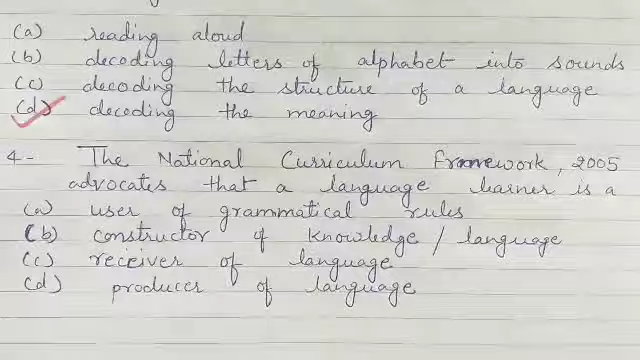 (a) reading aloud
(b) decoding letters of alphabet into sounds
(c) decoding the structure of a language
(d) decoding the meaning
4- The National Curriculum Framework, 2005
advocates that a language learner is a
(a) user of grammatical rules
(b) constructor of knowledge / language
(c) receiver of language
(d) producer of language